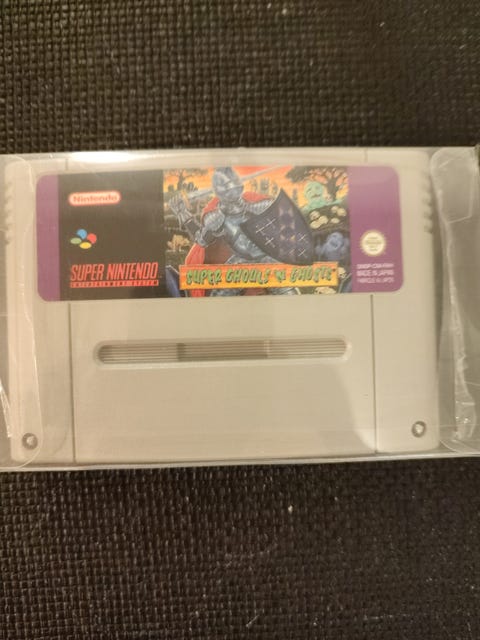 Nintendo
SUPER NINTENDO
ENTERTAINMENT SYSTEM
SUPER GHOULS 'N GHOSTS
MADE IN JAPAN